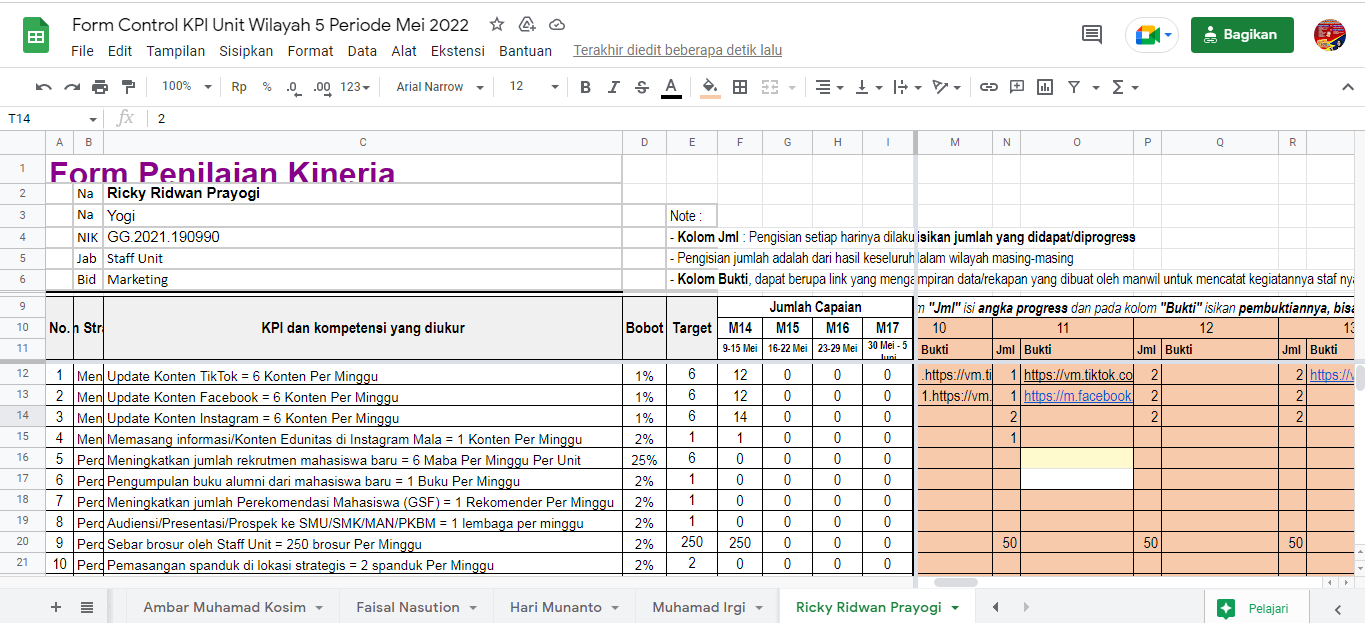 Form Control KPI Unit Wilayah 5 Periode Mei 2022
File Edit Tampilan Sisipkan Format Data Alat Ekstensi Bantuan Terakhir diedit beberapa detik lalu
Bagikan
100% Rp % .0 .00 123 Arial Narrow 12 B I S A
T14 fx 2
A B C D E F G H I M N O P Q R
1 Form Penilaian Kinerja
2 Na Ricky Ridwan Prayogi
3 Na Yogi Note :
4 NIK GG.2021.190990 - Kolom Jml : Pengisian setiap harinya dilaku isikan jumlah yang didapat/diprogress
5 Jab Staff Unit - Pengisian jumlah adalah dari hasil keseluruh dalam wilayah masing-masing
6 Bid Marketing - Kolom Bukti, dapat berupa link yang menga mpiran data/rekapan yang dibuat oleh manwil untuk mencatat kegiatannya staf nya
9 Jumlah Capaian "Jml" isi angka progress dan pada kolom "Bukti" isikan pembuktiannya, bisa
10 No. n Stra KPI dan kompetensi yang diukur Bobot Target M14 M15 M16 M17 10 11 12 13
11 9-15 Mei 16-22 Mei 23-29 Mei 30 Mei - 5 Juni Bukti Jml Bukti Jml Bukti Jml Bukti
12 1 Men Update Konten TikTok = 6 Konten Per Minggu 1% 6 12 0 0 0 .https://vm.ti 1 https://vm.tiktok.co 2 2 https://v
13 2 Men Update Konten Facebook = 6 Konten Per Minggu 1% 6 12 0 0 0 1.https://vm. 1 https://m.facebook. 2 2
14 3 Men Update Konten Instagram = 6 Konten Per Minggu 1% 6 14 0 0 0 2 2 2
15 4 Men Memasang informasi/Konten Edunitas di Instagram Mala = 1 Konten Per Minggu 2% 1 1 0 0 0 1
16 5 Perc Meningkatkan jumlah rekrutmen mahasiswa baru = 6 Maba Per Minggu Per Unit 25% 6 0 0 0 0
17 6 Perc Pengumpulan buku alumni dari mahasiswa baru = 1 Buku Per Minggu 2% 1 0 0 0 0
18 7 Perc Meningkatkan jumlah Perekomendasi Mahasiswa (GSF) = 1 Rekomender Per Minggu 2% 1 0 0 0 0
19 8 Perc Audiensi/Presentasi/Prospek ke SMU/SMK/MAN/PKBM = 1 lembaga per minggu 2% 1 0 0 0 0
20 9 Perc Sebar brosur oleh Staff Unit = 250 brosur Per Minggu 2% 250 250 0 0 0 50 50 50
21 10 Perc Pemasangan spanduk di lokasi strategis = 2 spanduk Per Minggu 2% 2 0 0 0 0
Ambar Muhamad Kosim Faisal Nasution Hari Munanto Muhamad Irgi Ricky Ridwan Prayogi Pelajari